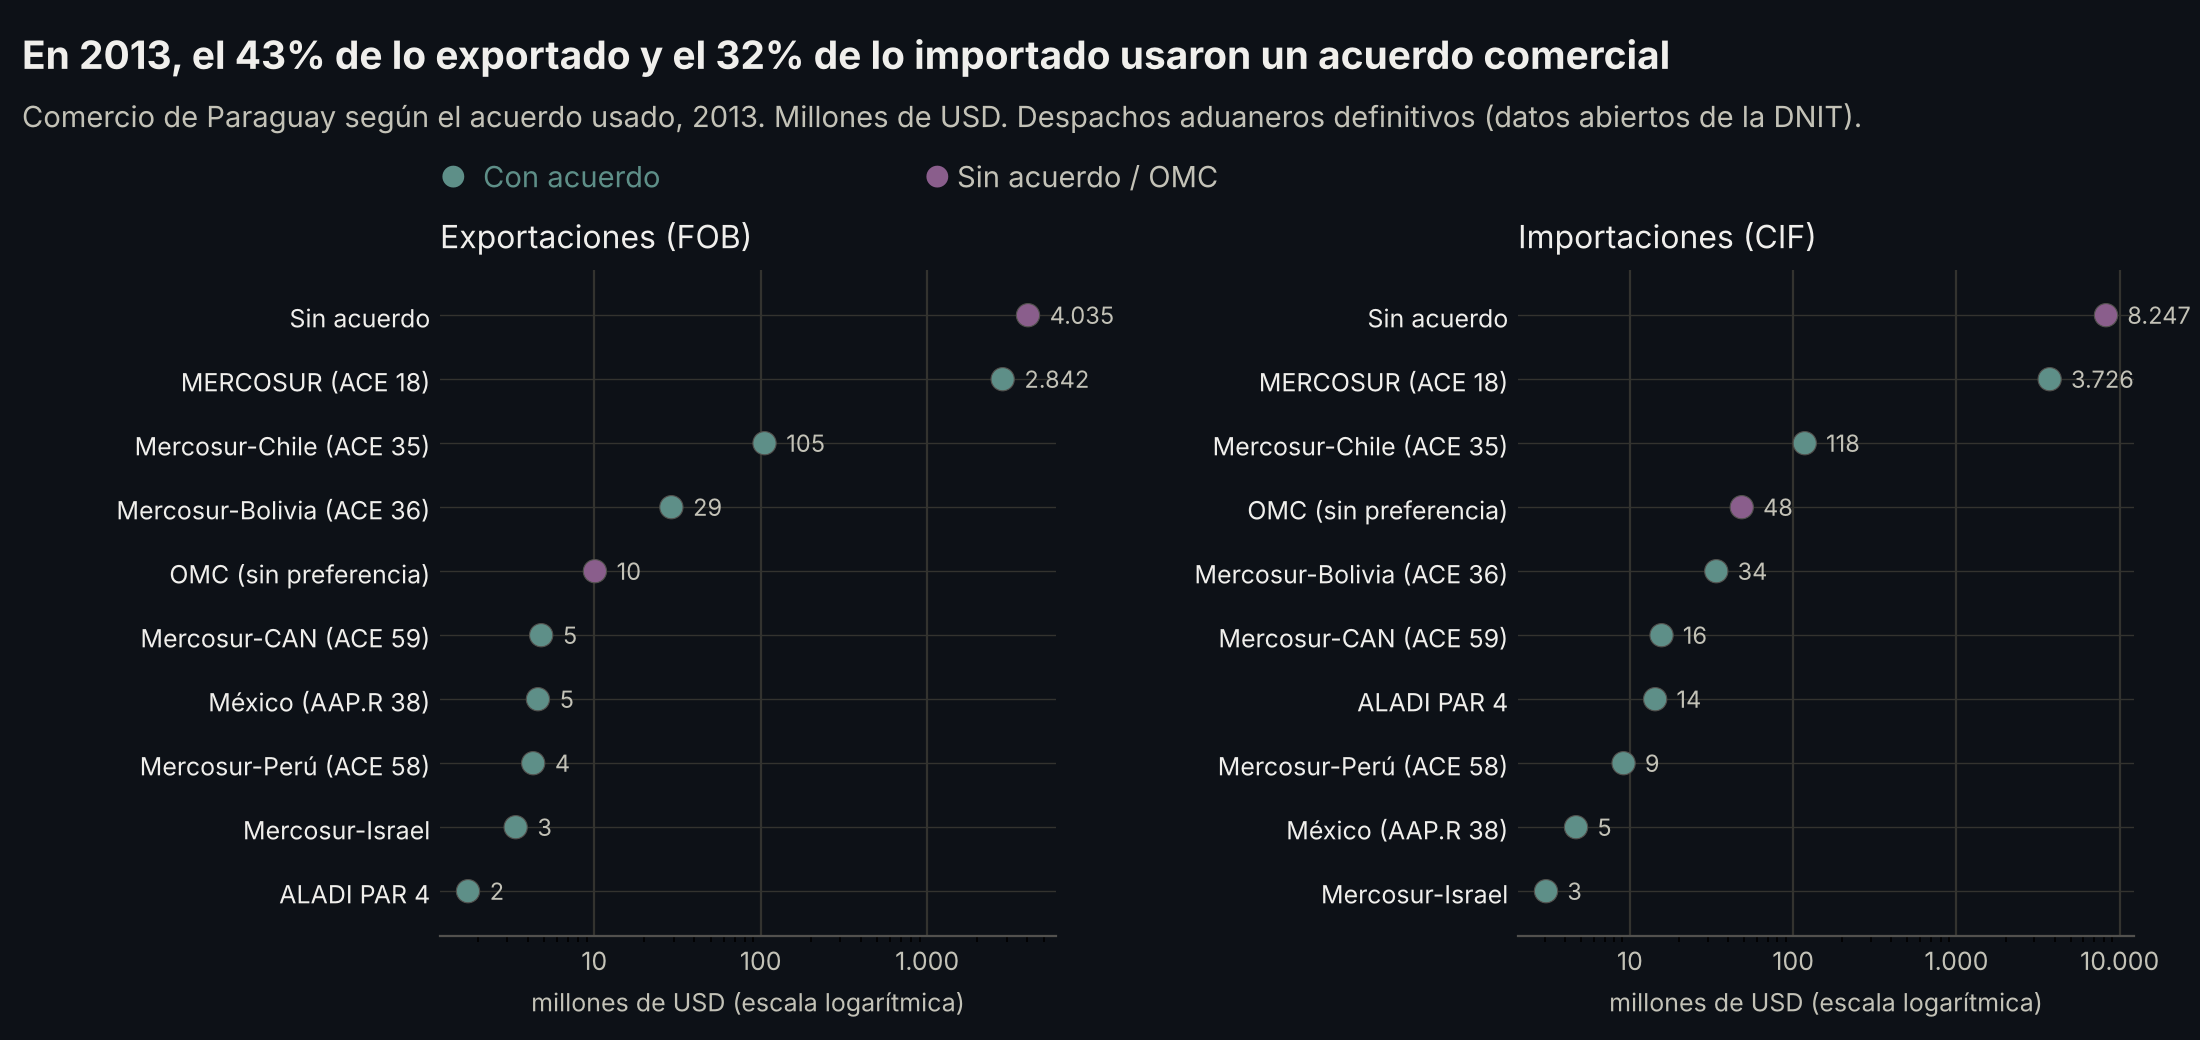 En 2013, el 43% de lo exportado y el 32% de lo importado usaron un acuerdo comercial
Comercio de Paraguay según el acuerdo usado, 2013. Millones de USD. Despachos aduaneros definitivos (datos abiertos de la DNIT).
Con acuerdo
Sin acuerdo / OMC
Exportaciones (FOB)
Sin acuerdo 4.035
MERCOSUR (ACE 18) 2.842
Mercosur-Chile (ACE 35) 105
Mercosur-Bolivia (ACE 36) 29
OMC (sin preferencia) 10
Mercosur-CAN (ACE 59) 5
México (AAP.R 38) 5
Mercosur-Perú (ACE 58) 4
Mercosur-Israel 3
ALADI PAR 4 2
10 100 1.000
millones de USD (escala logarítmica)
Importaciones (CIF)
Sin acuerdo 8.247
MERCOSUR (ACE 18) 3.726
Mercosur-Chile (ACE 35) 118
OMC (sin preferencia) 48
Mercosur-Bolivia (ACE 36) 34
Mercosur-CAN (ACE 59) 16
ALADI PAR 4 14
Mercosur-Perú (ACE 58) 9
México (AAP.R 38) 5
Mercosur-Israel 3
10 100 1.000 10.000
millones de USD (escala logarítmica)